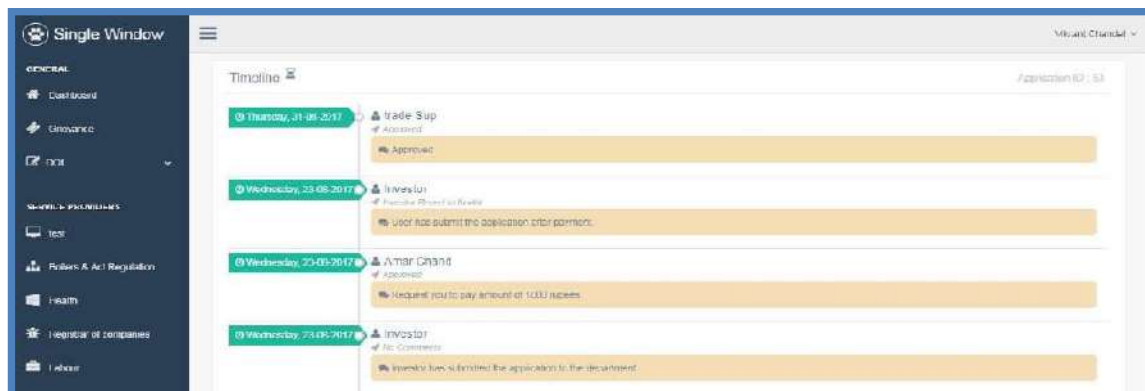 Single Window
GENERAL
Dashboard
Grievance
SERVICE PROVIDERS
test
Boilers & Act Regulation
Health
Registrar of companies
Labour
Chandel
Timeline
Application ID : 53
Thursday, 31-08-2017
trade Sup
Approved
Approved
Wednesday, 23-08-2017
Investor
User has submit the application after payment.
Wednesday, 23-08-2017
Amar Chand
Approved
Request you to pay amount of 1000 rupees
Wednesday, 23-08-2017
Investor
No Comments
Investor has submitted the application to the department